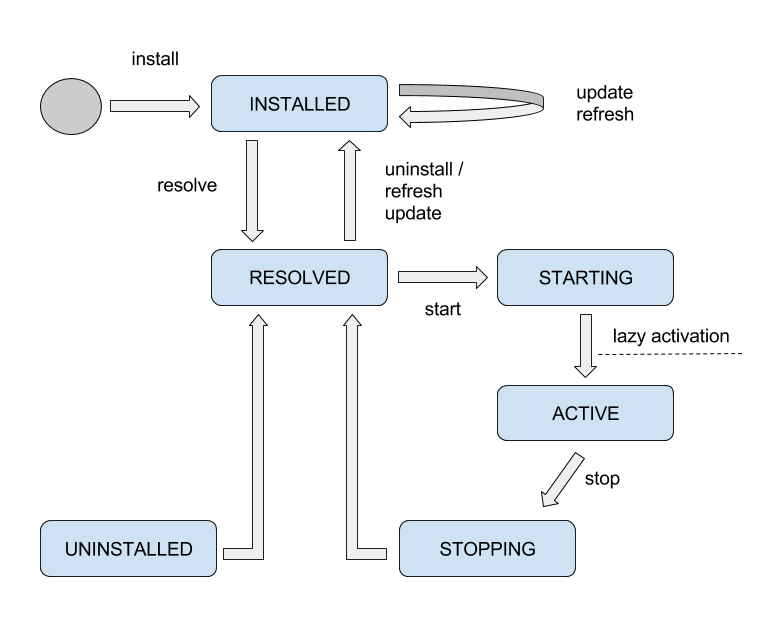 install
INSTALLED
update
refresh
resolve
uninstall /
refresh
update
RESOLVED
STARTING
start
lazy activation
ACTIVE
stop
UNINSTALLED
STOPPING